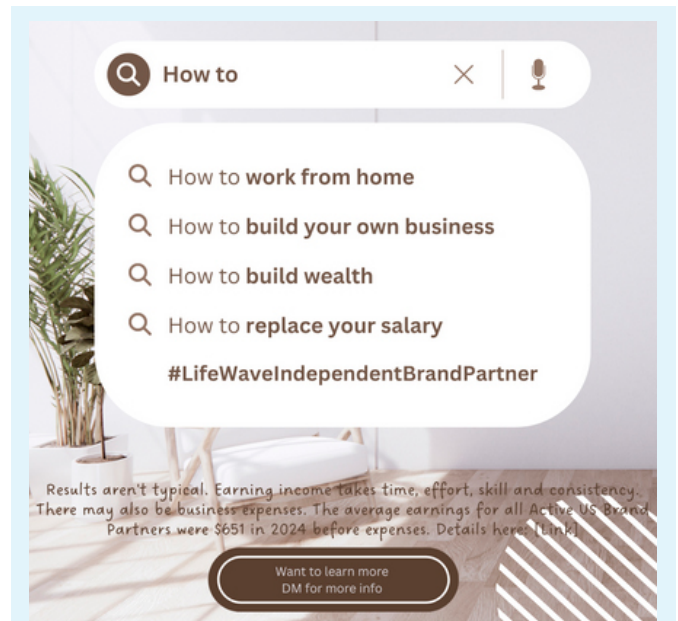 How to
How to work from home
How to build your own business
How to build wealth
How to replace your salary
#LifeWaveIndependentBrandPartner
Results aren't typical. Earning income takes time, effort, skill and consistency.
There may also be business expenses. The average earnings for all Active US Brand
Partners were $651 in 2024 before expenses. Details here: [Link]
Want to learn more
DM for more info